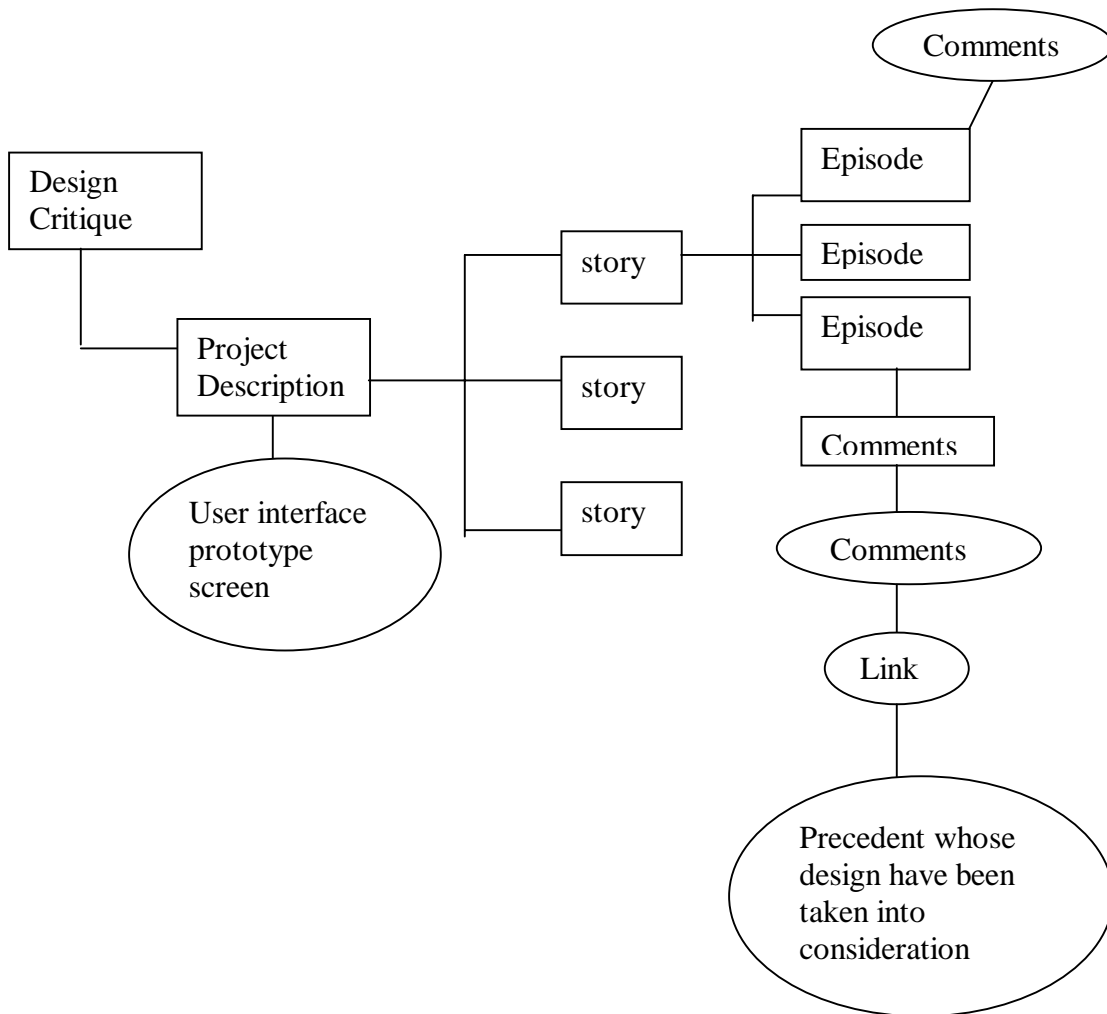 Comments
Episode
Design
Critique
Episode
story
Episode
Project
Description
story
Comments
User interface
prototype
screen
story
Comments
Link
Precedent whose
design have been
taken into
consideration